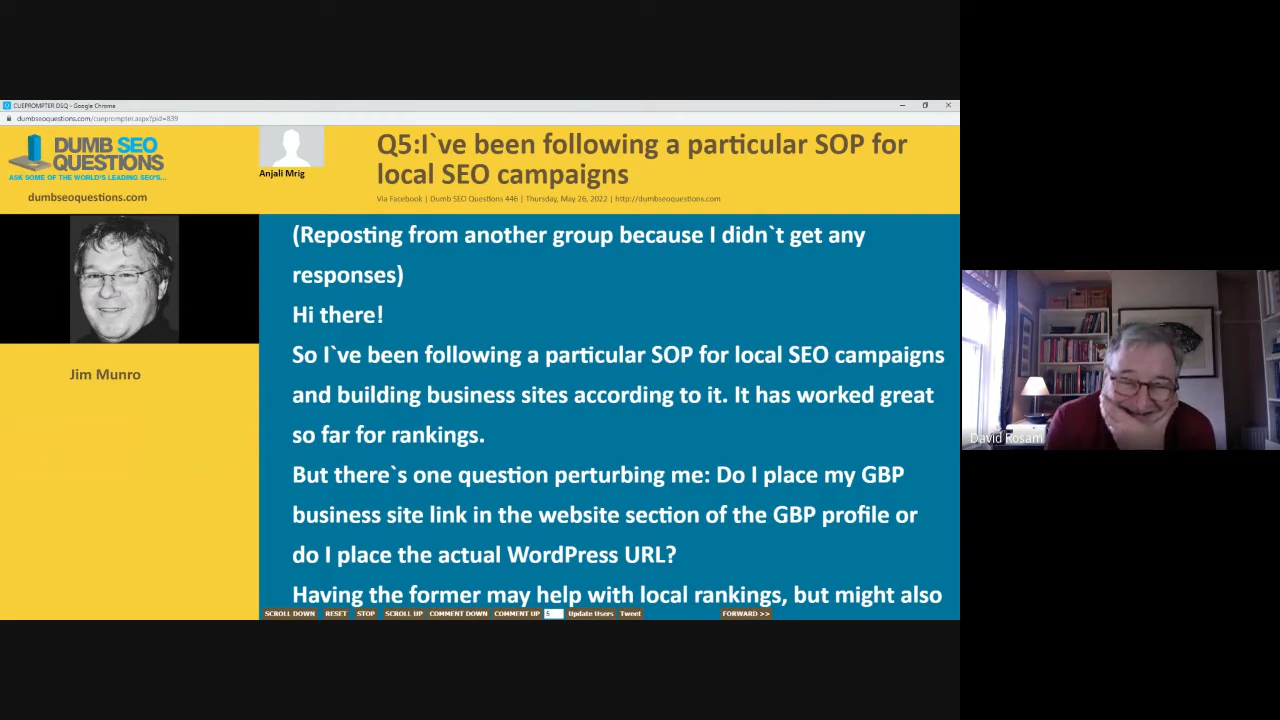 CUEPROMPTER DSQ - Google Chrome
dumbseoquestions.com/cueprompter.aspx?pid=839
DUMB SEO
QUESTIONS
ASK SOME OF THE WORLD'S LEADING SEO'S...
dumbseoquestions.com
Anjali Mrig
Q5:I`ve been following a particular SOP for
local SEO campaigns
Via Facebook | Dumb SEO Questions 446 | Thursday, May 26, 2022 | http://dumbseoquestions.com
Jim Munro
(Reposting from another group because I didn`t get any
responses)
Hi there!
So I`ve been following a particular SOP for local SEO campaigns
and building business sites according to it. It has worked great
so far for rankings.
But there`s one question perturbing me: Do I place my GBP
business site link in the website section of the GBP profile or
do I place the actual WordPress URL?
Having the former may help with local rankings, but might also
SCROLL DOWN RESET STOP SCROLL UP COMMENT DOWN COMMENT UP 5 Update Users Tweet FORWARD >>
David Rosam